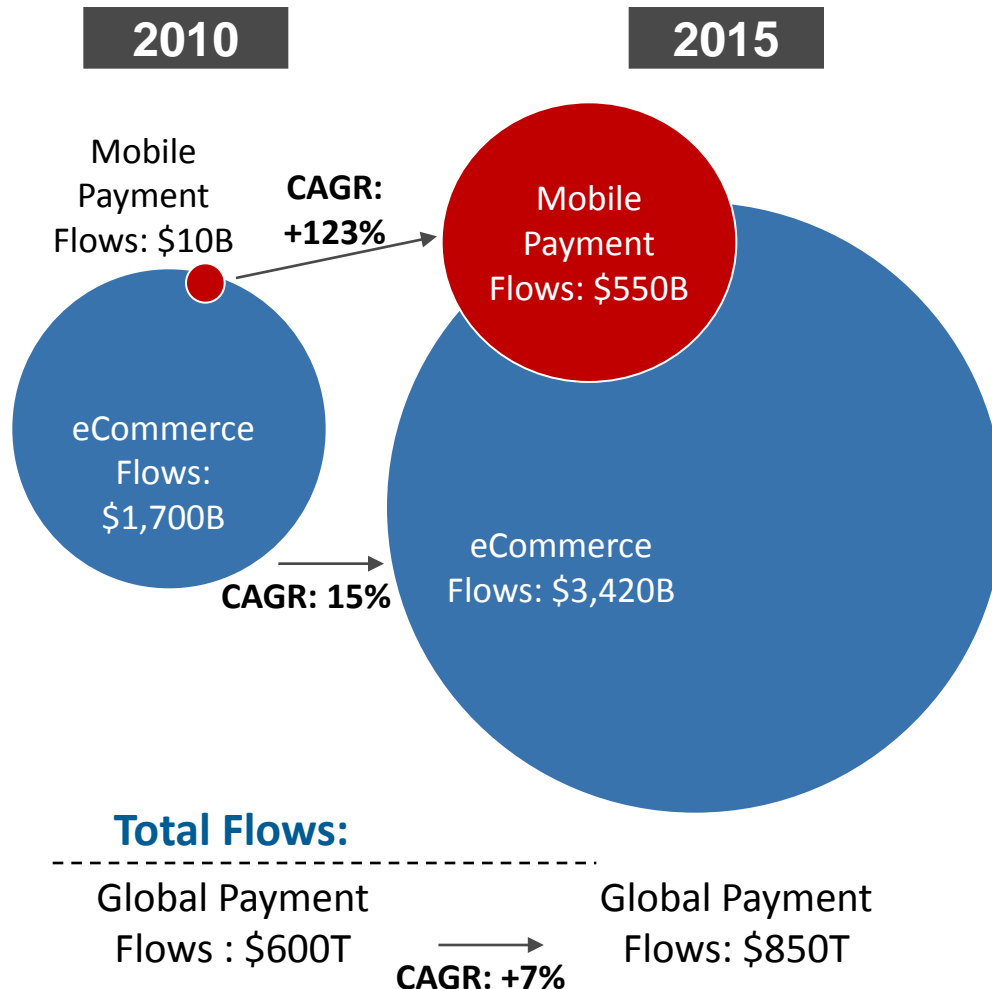 2010
2015
Mobile
Payment
Flows: $10B
CAGR:
+123%
Mobile
Payment
Flows: $550B
eCommerce
Flows:
$1,700B
CAGR: 15%
eCommerce
Flows: $3,420B
Total Flows:
Global Payment
Flows : $600T
CAGR: +7%
Global Payment
Flows: $850T